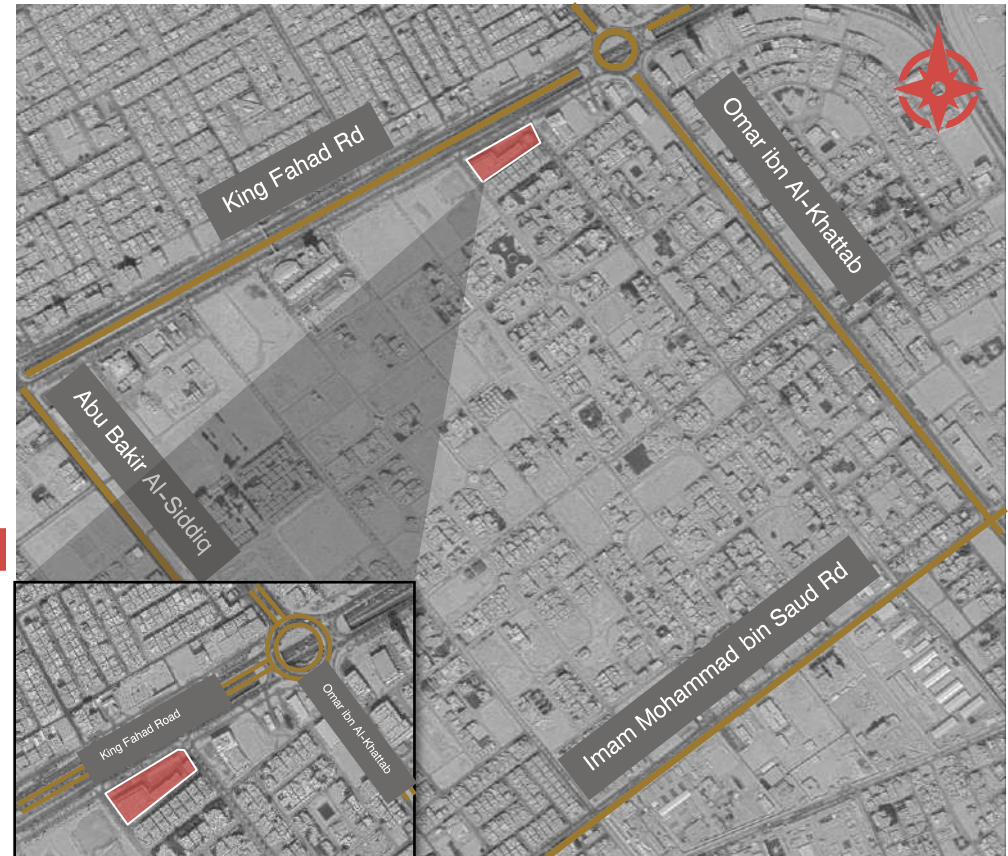 King Fahad Rd
Omar ibn Al-Khattab
Abu Bakir Al-Siddiq
Imam Mohammad bin Saud Rd
King Fahad Road
Omar ibn Al-Khattab